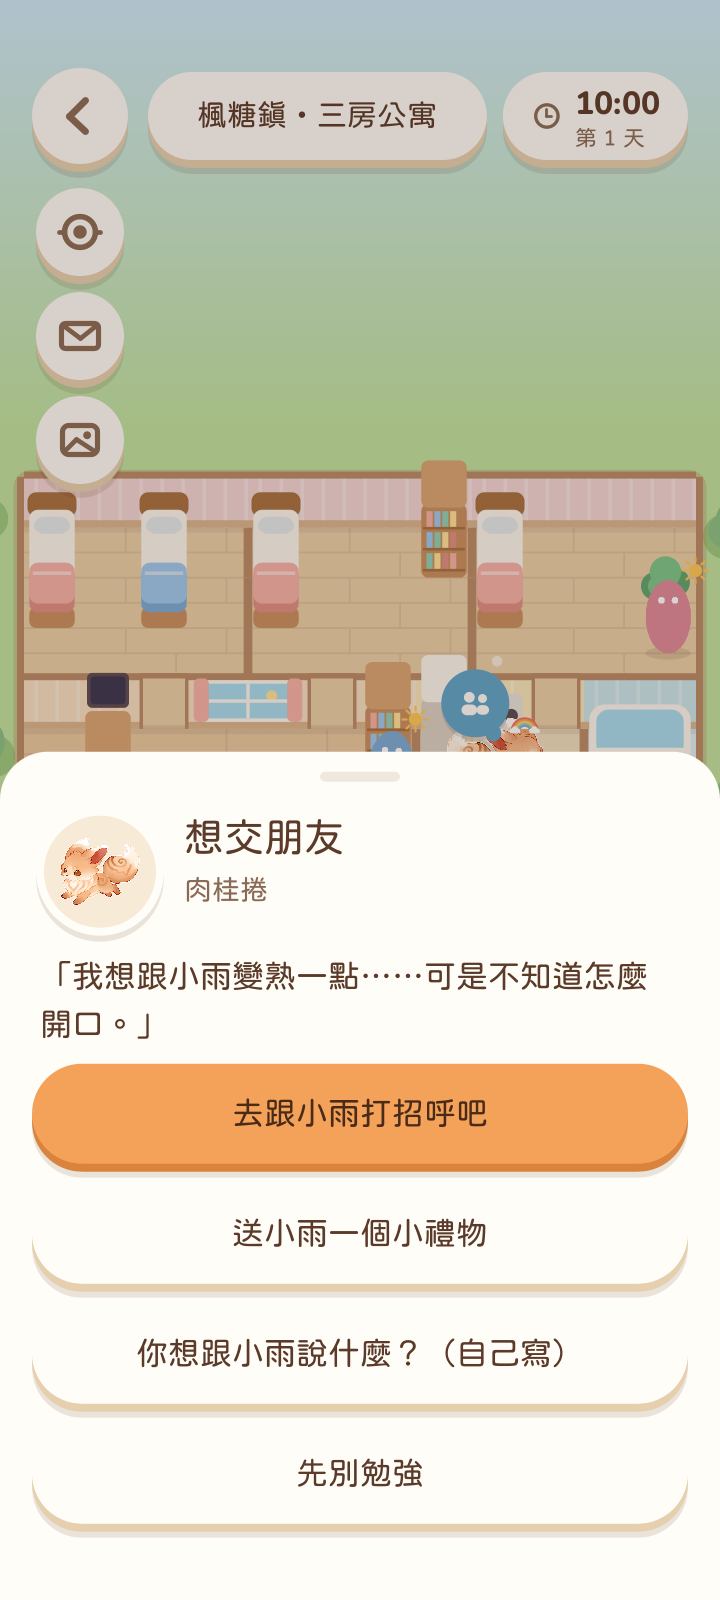 楓糖鎮·三房公寓
10:00
第 1 天
想交朋友
肉桂捲
「我想跟小雨變熟一點⋯⋯可是不知道怎麼
開口。」
去跟小雨打招呼吧
送小雨一個小禮物
你想跟小雨說什麼？（自己寫）
先別勉強